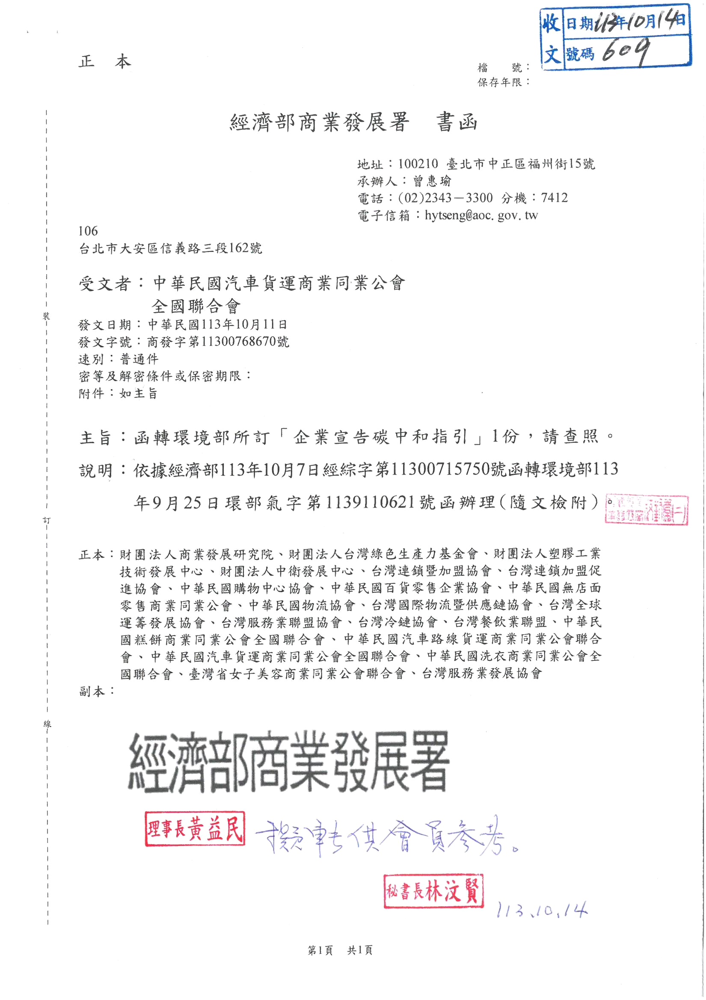 收文 日期113年10月14日
號碼 609
正 本
檔 號：
保存年限：
經濟部商業發展署 書函
地址：100210 臺北市中正區福州街15號
承辦人：曾惠瑜
電話：(02)2343－3300 分機：7412
電子信箱：hytseng@aoc.gov.tw
106
台北市大安區信義路三段162號
受文者：中華民國汽車貨運商業同業公會
全國聯合會
發文日期：中華民國113年10月11日
發文字號：商發字第11300768670號
速別：普通件
密等及解密條件或保密期限：
附件：如主旨
主旨：函轉環境部所訂「企業宣告碳中和指引」1份，請查照。
說明：依據經濟部113年10月7日經綜字第11300715750號函轉環境部113
年9月25日環部氣字第1139110621號函辦理(隨文檢附)。
正本：財團法人商業發展研究院、財團法人台灣綠色生產力基金會、財團法人塑膠工業
技術發展中心、財團法人中衛發展中心、台灣連鎖暨加盟協會、台灣連鎖加盟促
進協會、中華民國購物中心協會、中華民國百貨零售企業協會、中華民國無店面
零售商業同業公會、中華民國物流協會、台灣國際物流暨供應鏈協會、台灣全球
運籌發展協會、台灣服務業聯盟協會、台灣冷鏈協會、台灣餐飲業聯盟、中華民
國糕餅商業同業公會全國聯合會、中華民國汽車路線貨運商業同業公會聯合
會、中華民國汽車貨運商業同業公會全國聯合會、中華民國洗衣商業同業公會全
國聯合會、臺灣省女子美容商業同業公會聯合會、台灣服務業發展協會
副本：
裝
訂
線
經濟部商業發展署
理事長黃益民
擬轉供會員參考。
秘書長林汶賢
113.10.14
第1頁 共1頁